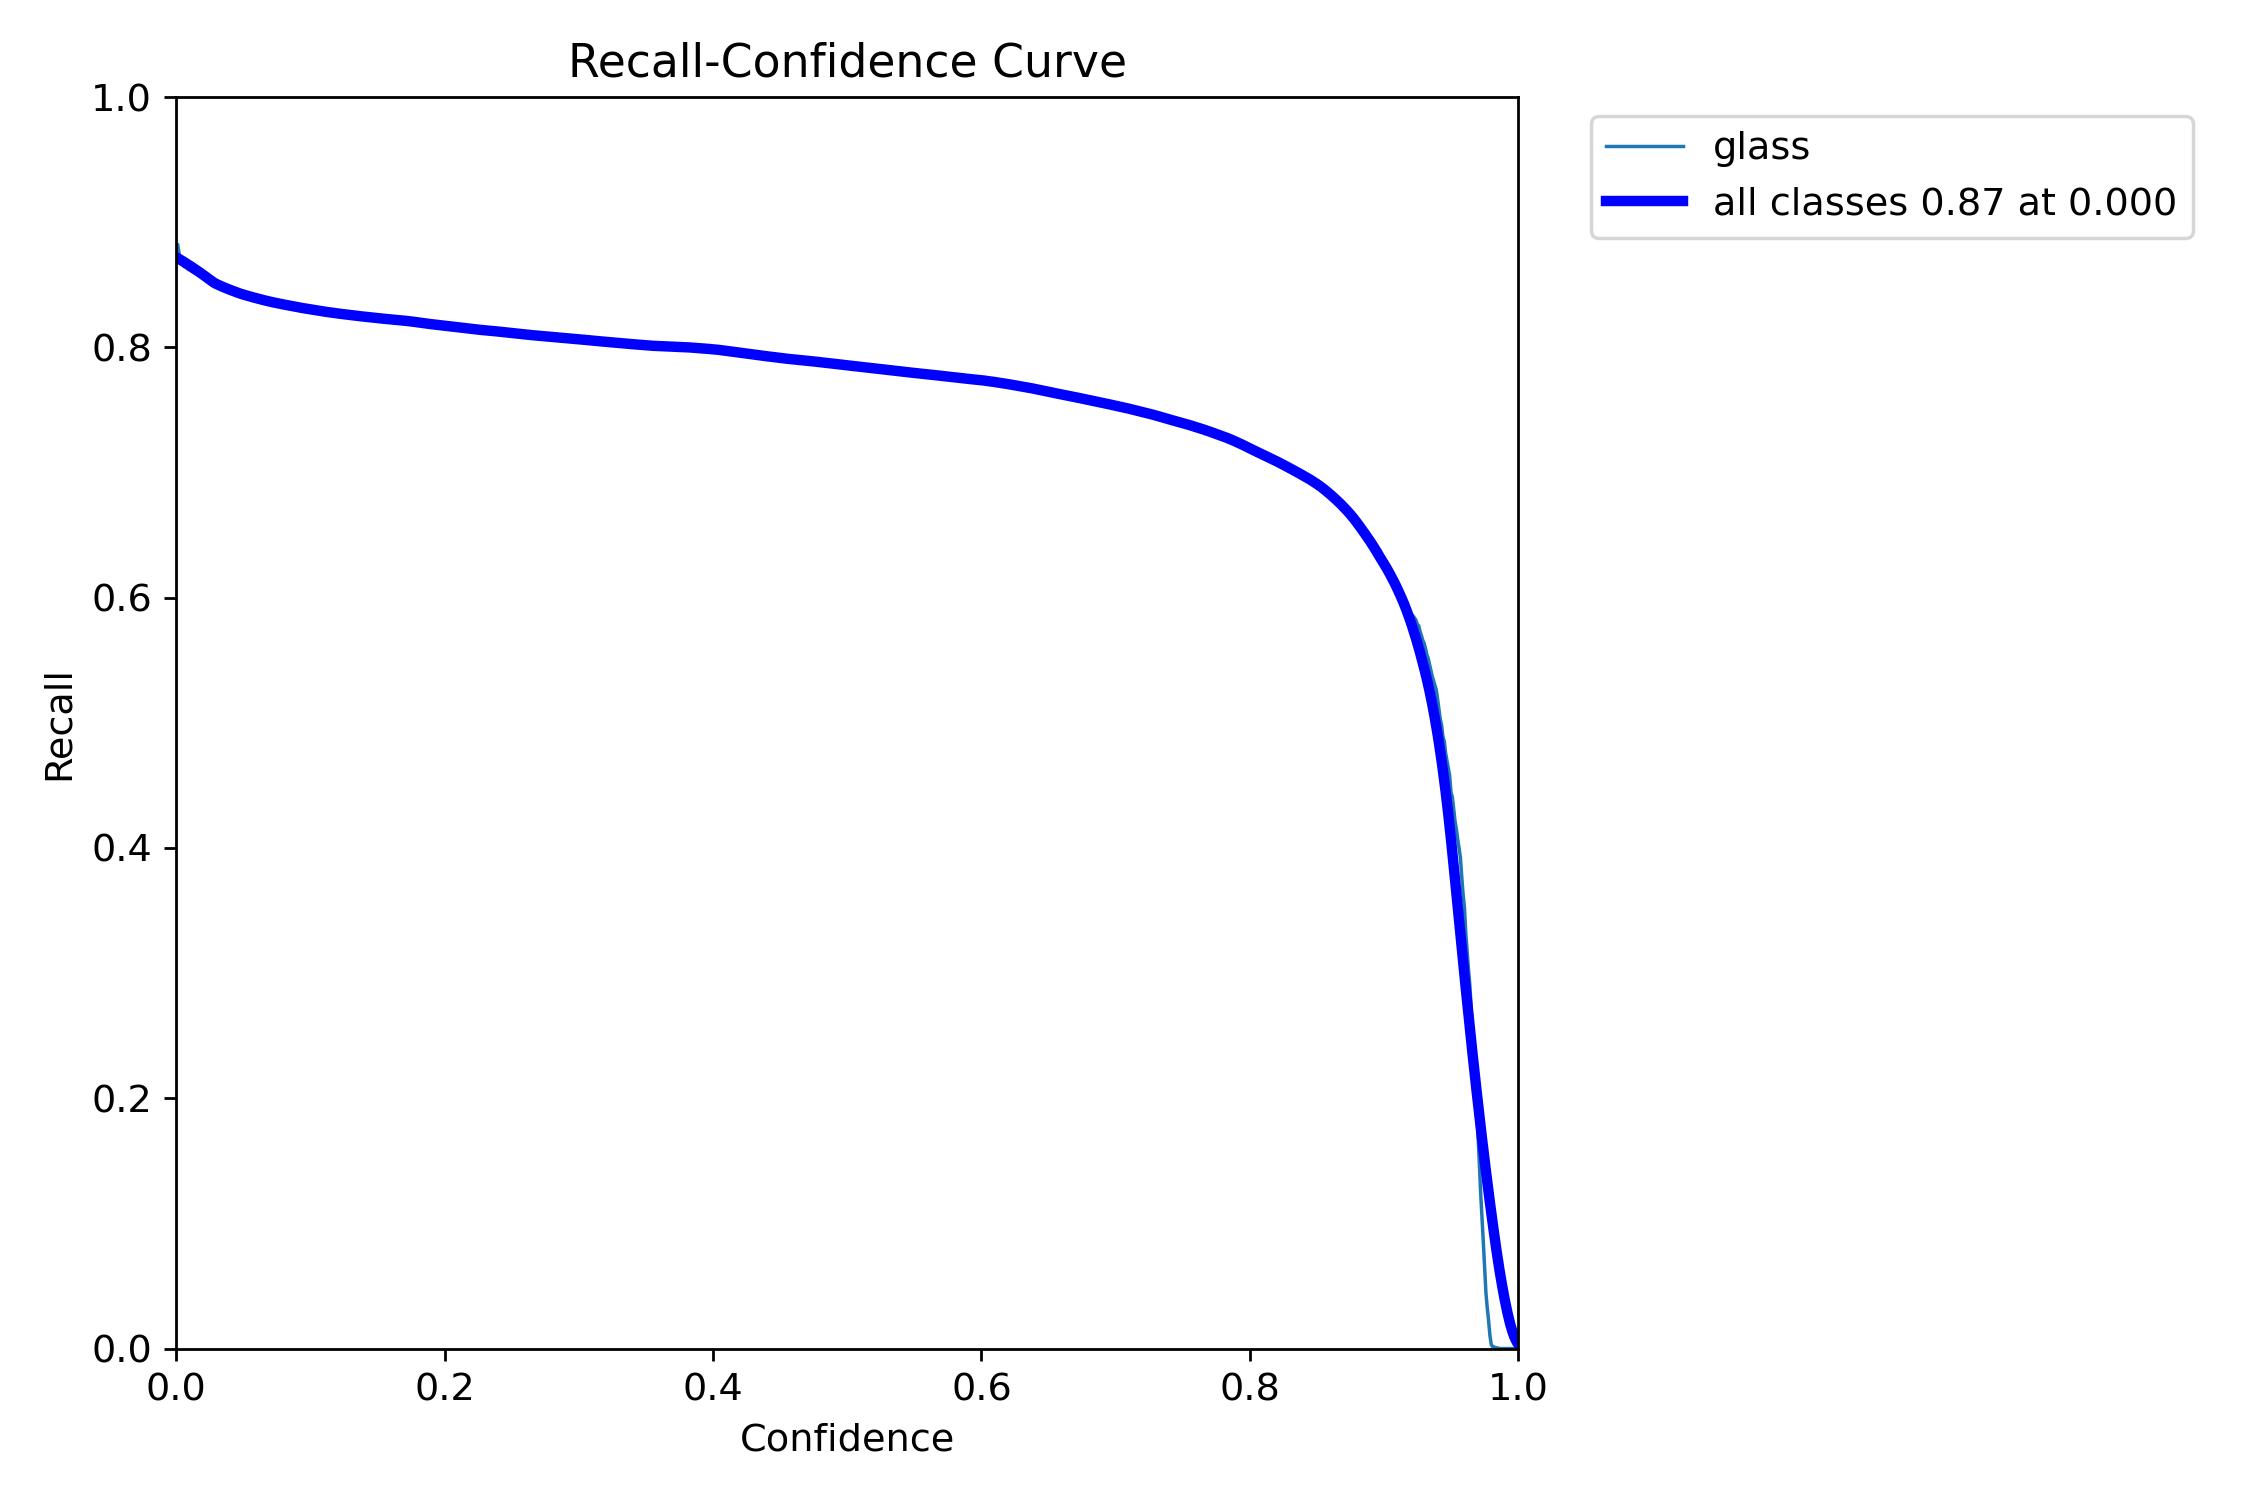 Recall-Confidence Curve
1.0
0.8
0.6
0.4
0.2
0.0
Recall
0.0 0.2 0.4 0.6 0.8 1.0
Confidence
glass
all classes 0.87 at 0.000